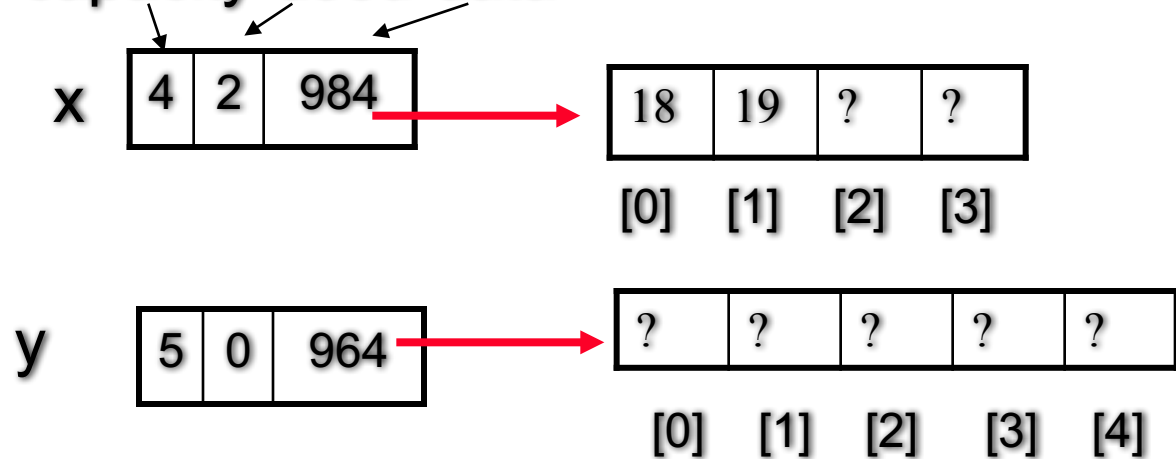 x 4 2 984 18 19 ? ?
[0] [1] [2] [3]
y 5 0 964 ? ? ? ? ?
[0] [1] [2] [3] [4]